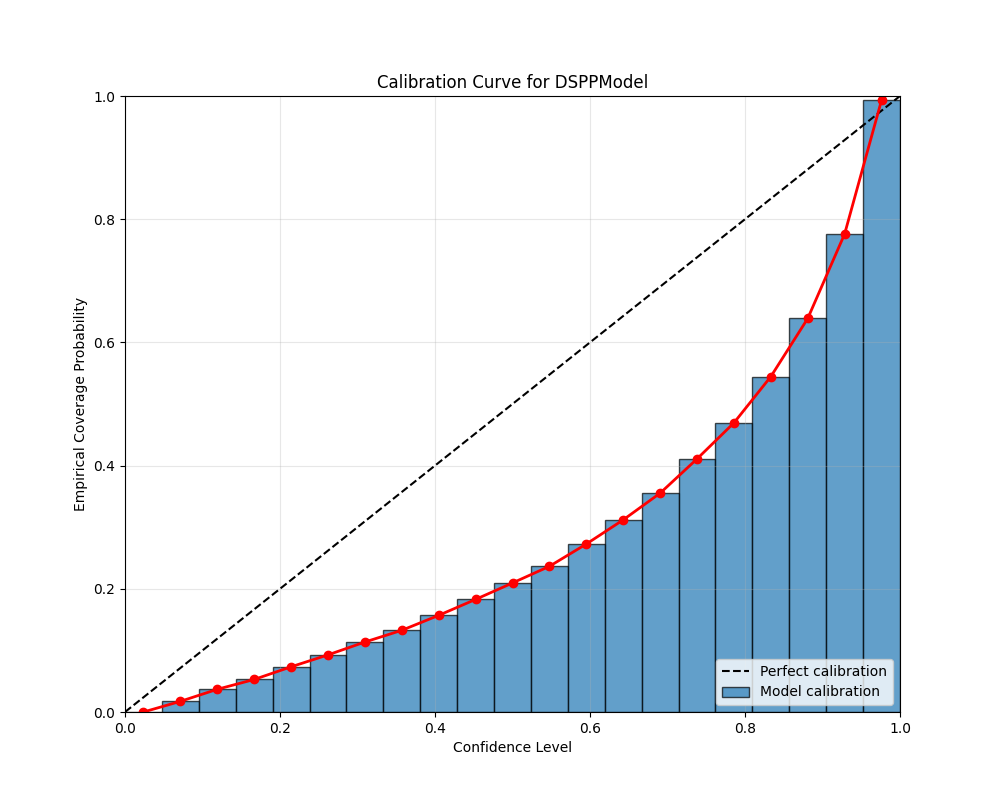 Calibration Curve for DSPPModel
1.0
0.8
0.6
0.4
0.2
0.0
Empirical Coverage Probability
0.0 0.2 0.4 0.6 0.8 1.0
Confidence Level
Perfect calibration
Model calibration